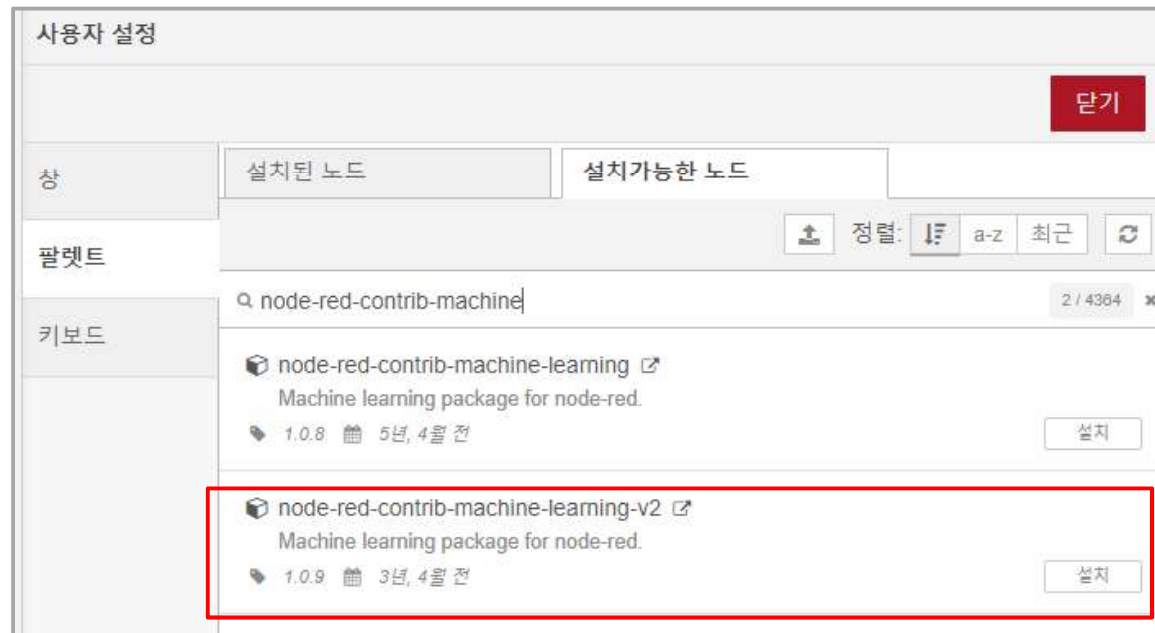 사용자 설정
닫기
상
팔렛트
키보드
설치된 노드
설치가능한 노드
정렬: a-z 최근
node-red-contrib-machine
2 / 4364 ×
node-red-contrib-machine-learning
Machine learning package for node-red.
1.0.8 5년, 4월 전
설치
node-red-contrib-machine-learning-v2
Machine learning package for node-red.
1.0.9 3년, 4월 전
설치